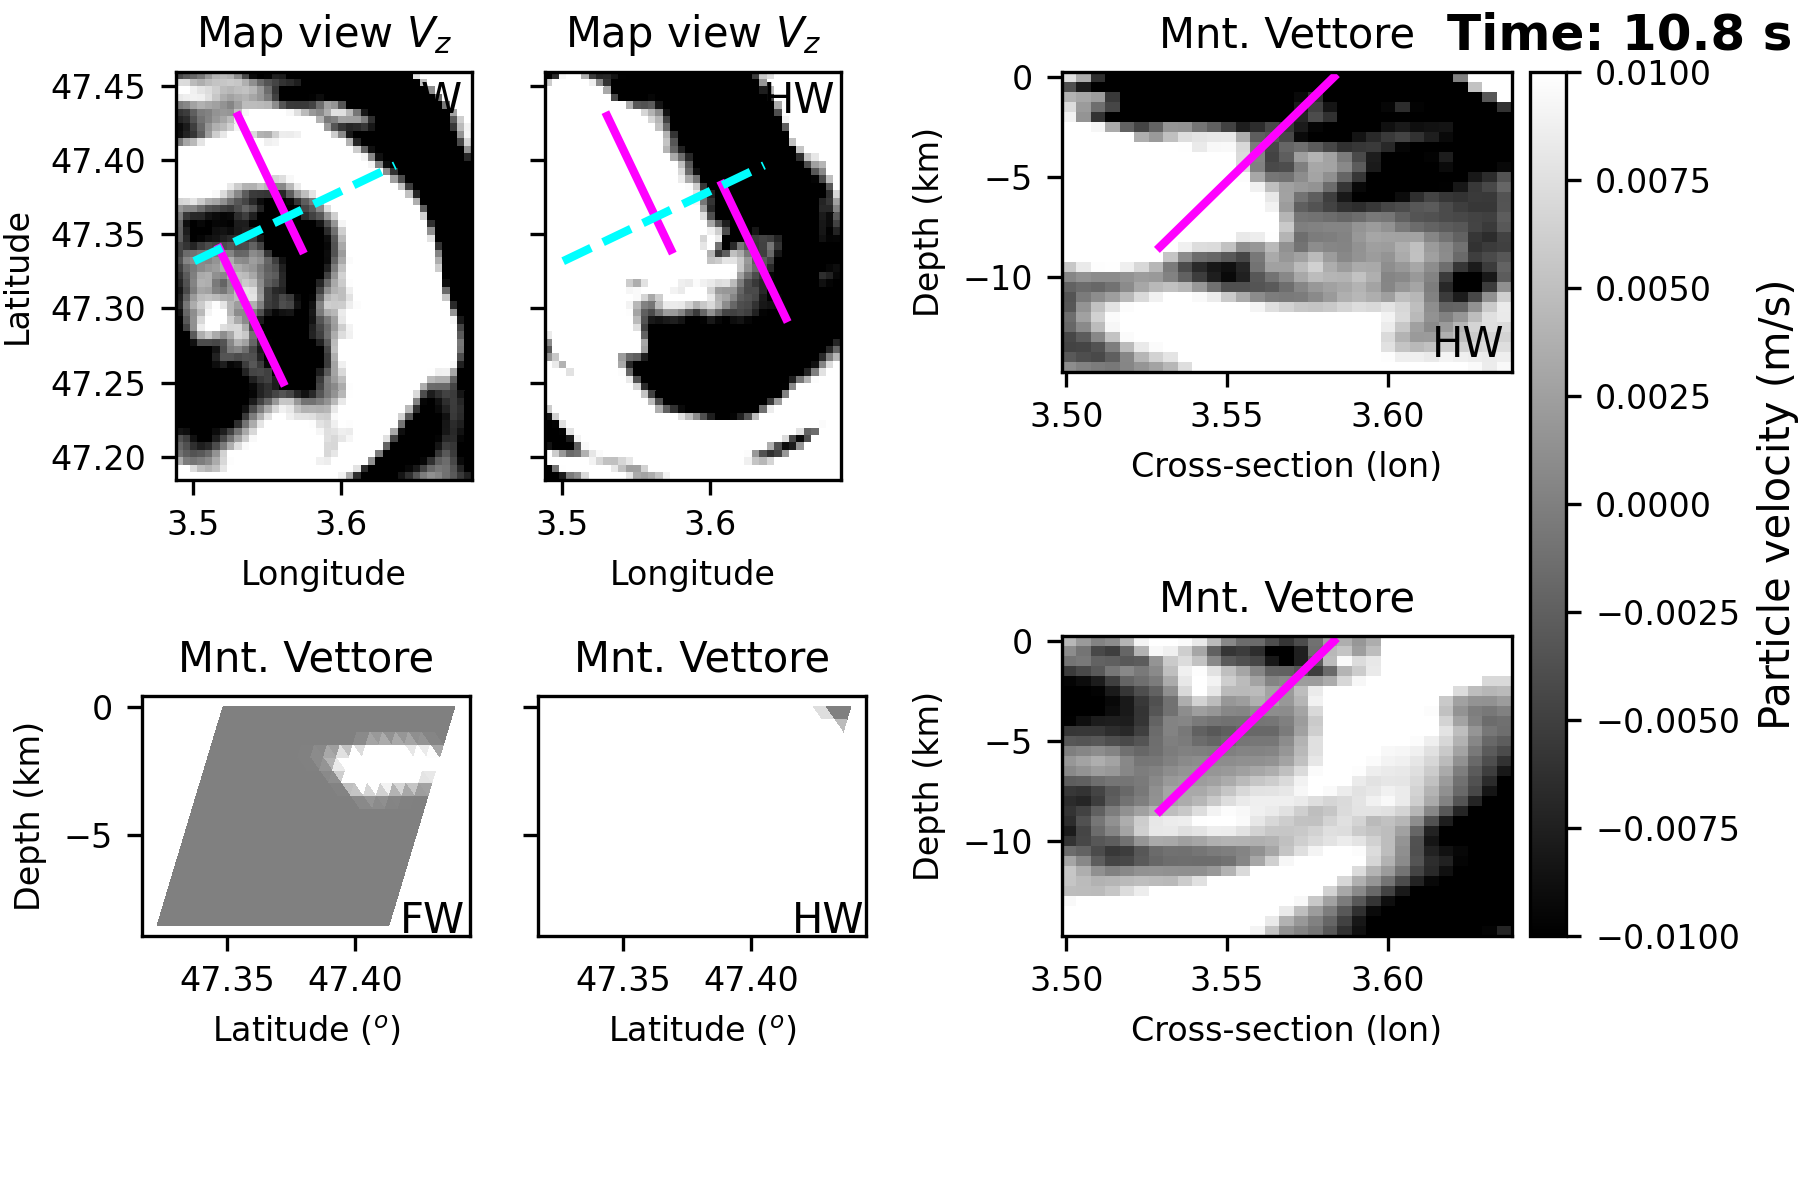 Map view Vz
47.45
47.40
47.35
47.30
47.25
47.20
Latitude
3.5 3.6
Longitude
W
Map view Vz
HW
3.5 3.6
Longitude
Mnt. Vettore
Time: 10.8 s
0
−5
−10
Depth (km)
HW
3.50 3.55 3.60
Cross-section (lon)
0.0100
0.0075
0.0050
0.0025
0.0000
−0.0025
−0.0050
−0.0075
−0.0100
Particle velocity (m/s)
Mnt. Vettore
0
−5
Depth (km)
FW
47.35 47.40
Latitude (o)
Mnt. Vettore
HW
47.35 47.40
Latitude (o)
Mnt. Vettore
0
−5
−10
Depth (km)
3.50 3.55 3.60
Cross-section (lon)